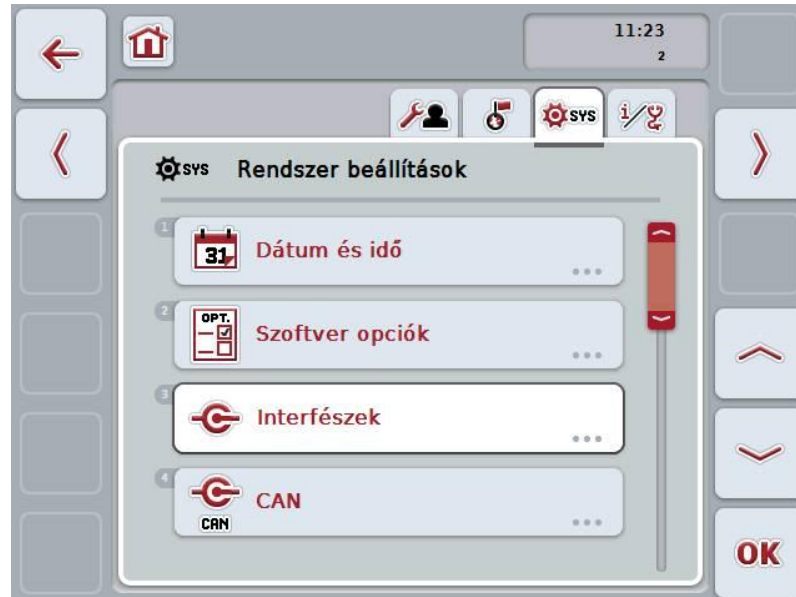 11:23
2
SYS
i/
SYS Rendszer beállítások
1
31
Dátum és idő
2
OPT.
Szoftver opciók
3
Interfészek
4
CAN
CAN
OK